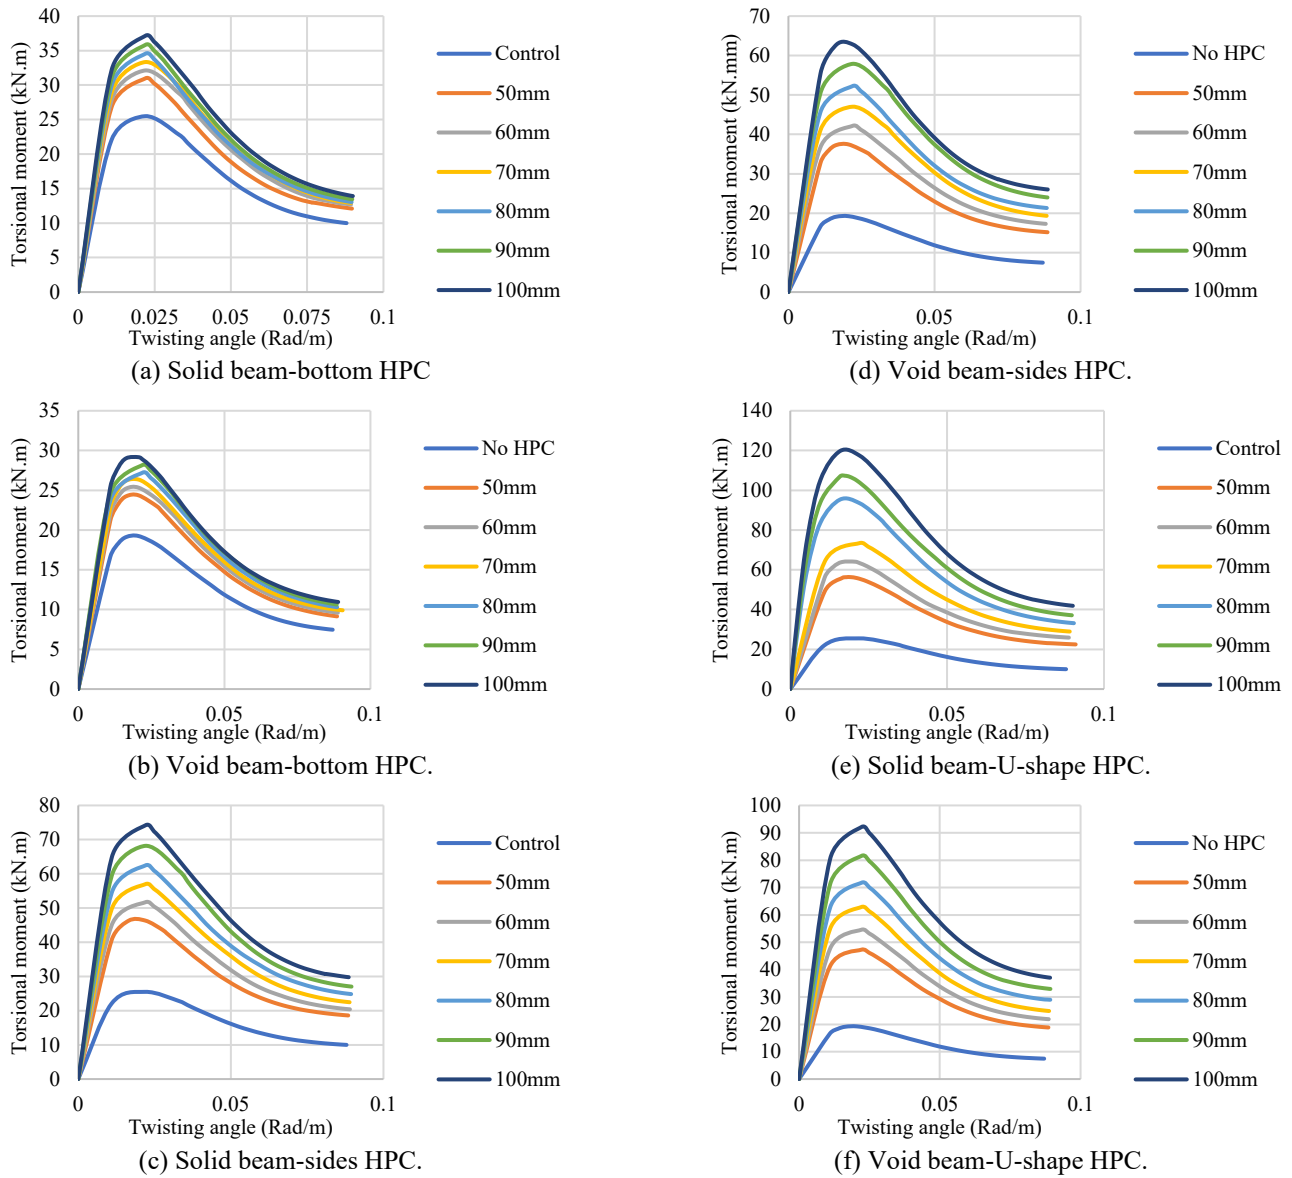 40
35
30
25
20
15
10
5
0
0
0.025
0.05
0.075
0.1
Torsional moment (kN.m)
Twisting angle (Rad/m)
Control
50mm
60mm
70mm
80mm
90mm
100mm
(a) Solid beam-bottom HPC
70
60
50
40
30
20
10
0
0
0.05
0.1
Torsional moment (kN.mm)
Twisting angle (Rad/m)
No HPC
50mm
60mm
70mm
80mm
90mm
100mm
(d) Void beam-sides HPC.
35
30
25
20
15
10
5
0
0
0.05
0.1
Torsional moment (kN.m)
Twisting angle (Rad/m)
No HPC
50mm
60mm
70mm
80mm
90mm
100mm
(b) Void beam-bottom HPC.
140
120
100
80
60
40
20
0
0
0.05
0.1
Torsional moment (kN.m)
Twisting angle (Rad/m)
Control
50mm
60mm
70mm
80mm
90mm
100mm
(e) Solid beam-U-shape HPC.
80
70
60
50
40
30
20
10
0
0
0.05
0.1
Torsional moment (kN.m)
Twisting angle (Rad/m)
Control
50mm
60mm
70mm
80mm
90mm
100mm
(c) Solid beam-sides HPC.
100
90
80
70
60
50
40
30
20
10
0
0
0.05
0.1
Torsional moment (kN.m)
Twisting angle (Rad/m)
No HPC
50mm
60mm
70mm
80mm
90mm
100mm
(f) Void beam-U-shape HPC.